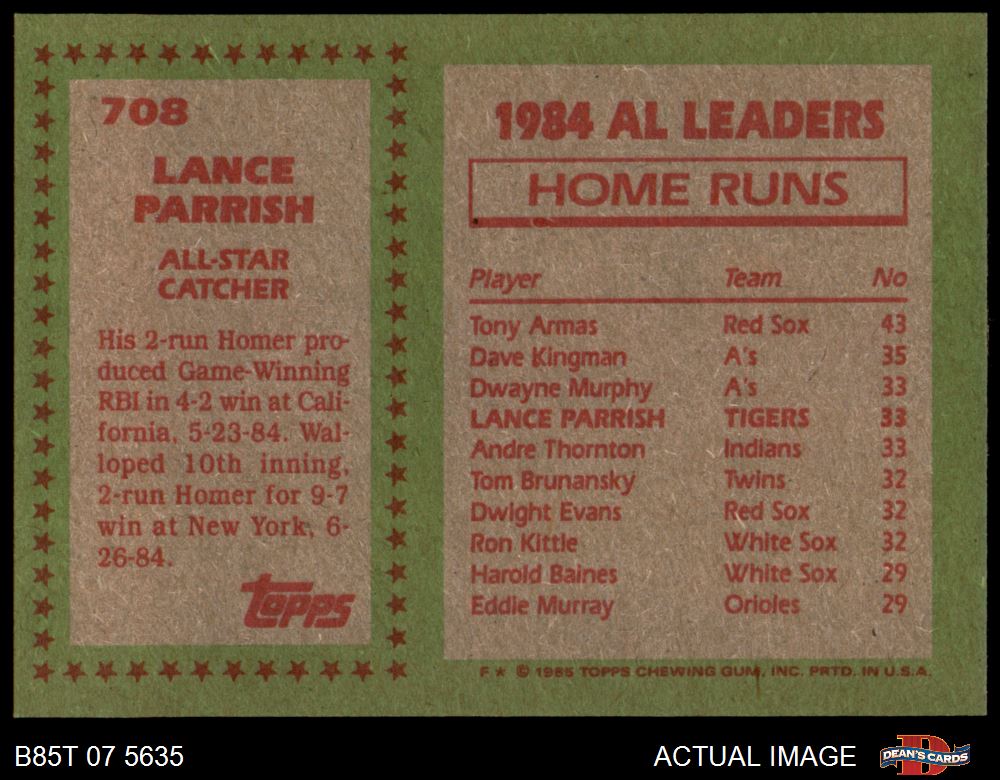 708
LANCE
PARRISH
ALL-STAR
CATCHER
His 2-run Homer pro-
duced Game-Winning
RBI in 4-2 win at Cali-
fornia, 5-23-84. Wal-
loped 10th inning,
2-run Homer for 9-7
win at New York, 6-
26-84.
topps
1984 AL LEADERS
HOME RUNS
Player Team No
Tony Armas Red Sox 43
Dave Kingman A's 35
Dwayne Murphy A's 33
LANCE PARRISH TIGERS 33
Andre Thornton Indians 33
Tom Brunansky Twins 32
Dwight Evans Red Sox 32
Ron Kittle White Sox 32
Harold Baines White Sox 29
Eddie Murray Orioles 29
F★ © 1985 TOPPS CHEWING GUM, INC. PRTD. IN U.S.A.
B85T 07 5635
ACTUAL IMAGE
DEAN'S CARDS